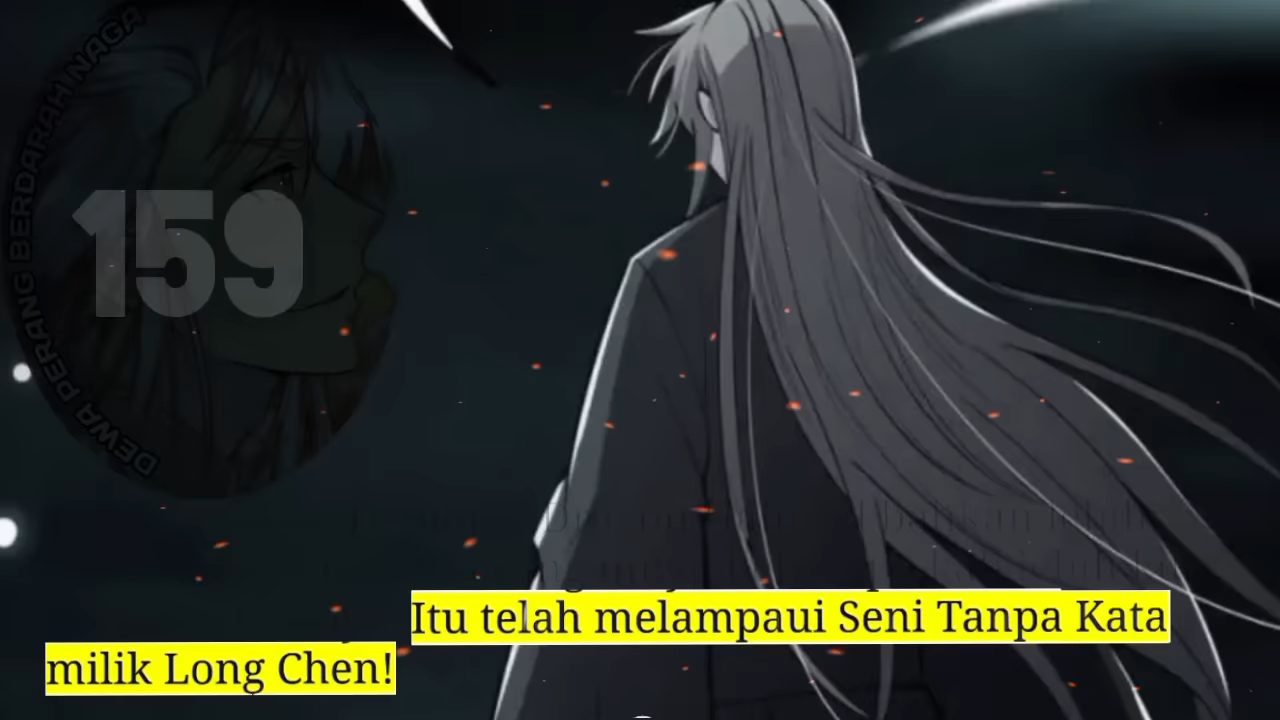 DEWA PERANG BERDARAH NAGA
159
Itu telah melampaui Seni Tanpa Kata
milik Long Chen!